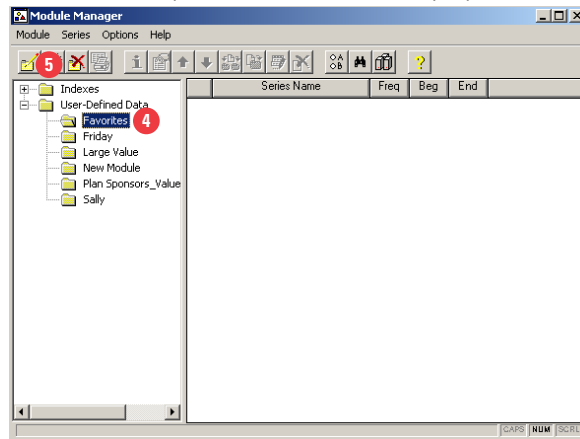 Module Manager
Module Series Options Help
5
Series Name Freq Beg End
Indexes
User-Defined Data
Favorites 4
Friday
Large Value
New Module
Plan Sponsors_Value
Sally
CAPS NUM SCRL